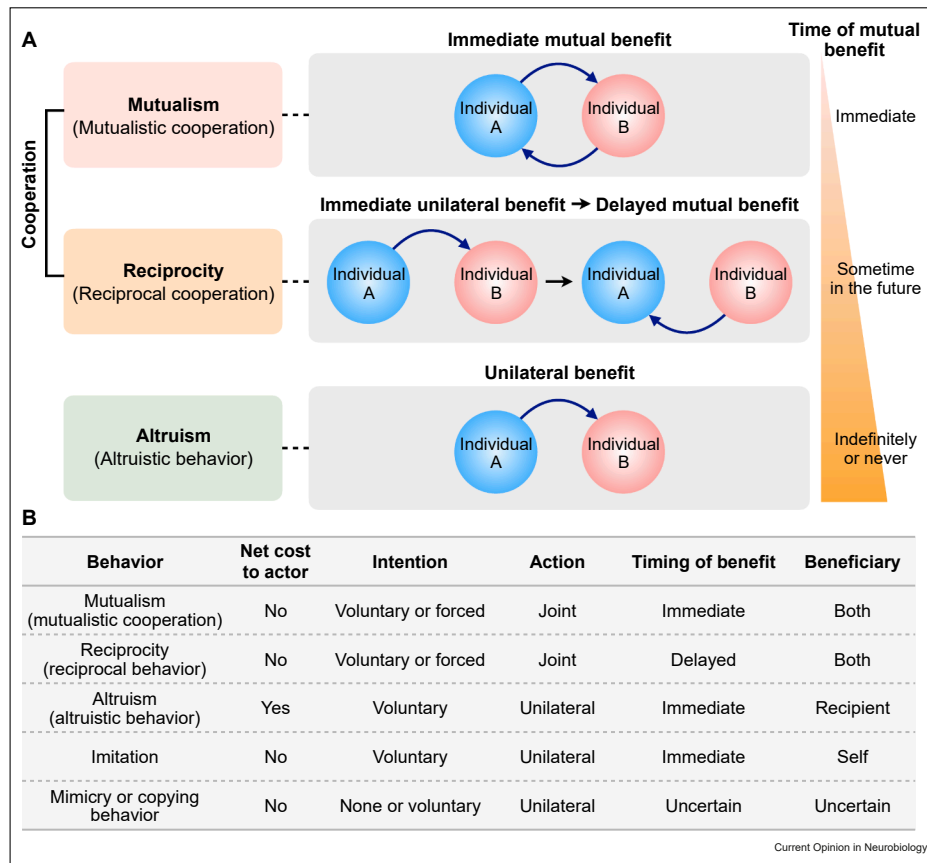 A
Time of mutual
benefit
Immediate mutual benefit
Cooperation
Mutualism
(Mutualistic cooperation)
Individual
A
Individual
B
Immediate
Immediate unilateral benefit → Delayed mutual benefit
Reciprocity
(Reciprocal cooperation)
Individual
A
Individual
B
→
Individual
A
Individual
B
Sometime
in the future
Unilateral benefit
Altruism
(Altruistic behavior)
Individual
A
Individual
B
Indefinitely
or never
B
Behavior Net cost to actor Intention Action Timing of benefit Beneficiary
Mutualism
(mutualistic cooperation) No Voluntary or forced Joint Immediate Both
Reciprocity
(reciprocal behavior) No Voluntary or forced Joint Delayed Both
Altruism
(altruistic behavior) Yes Voluntary Unilateral Immediate Recipient
Imitation No Voluntary Unilateral Immediate Self
Mimicry or copying
behavior No None or voluntary Unilateral Uncertain Uncertain
Current Opinion in Neurobiology